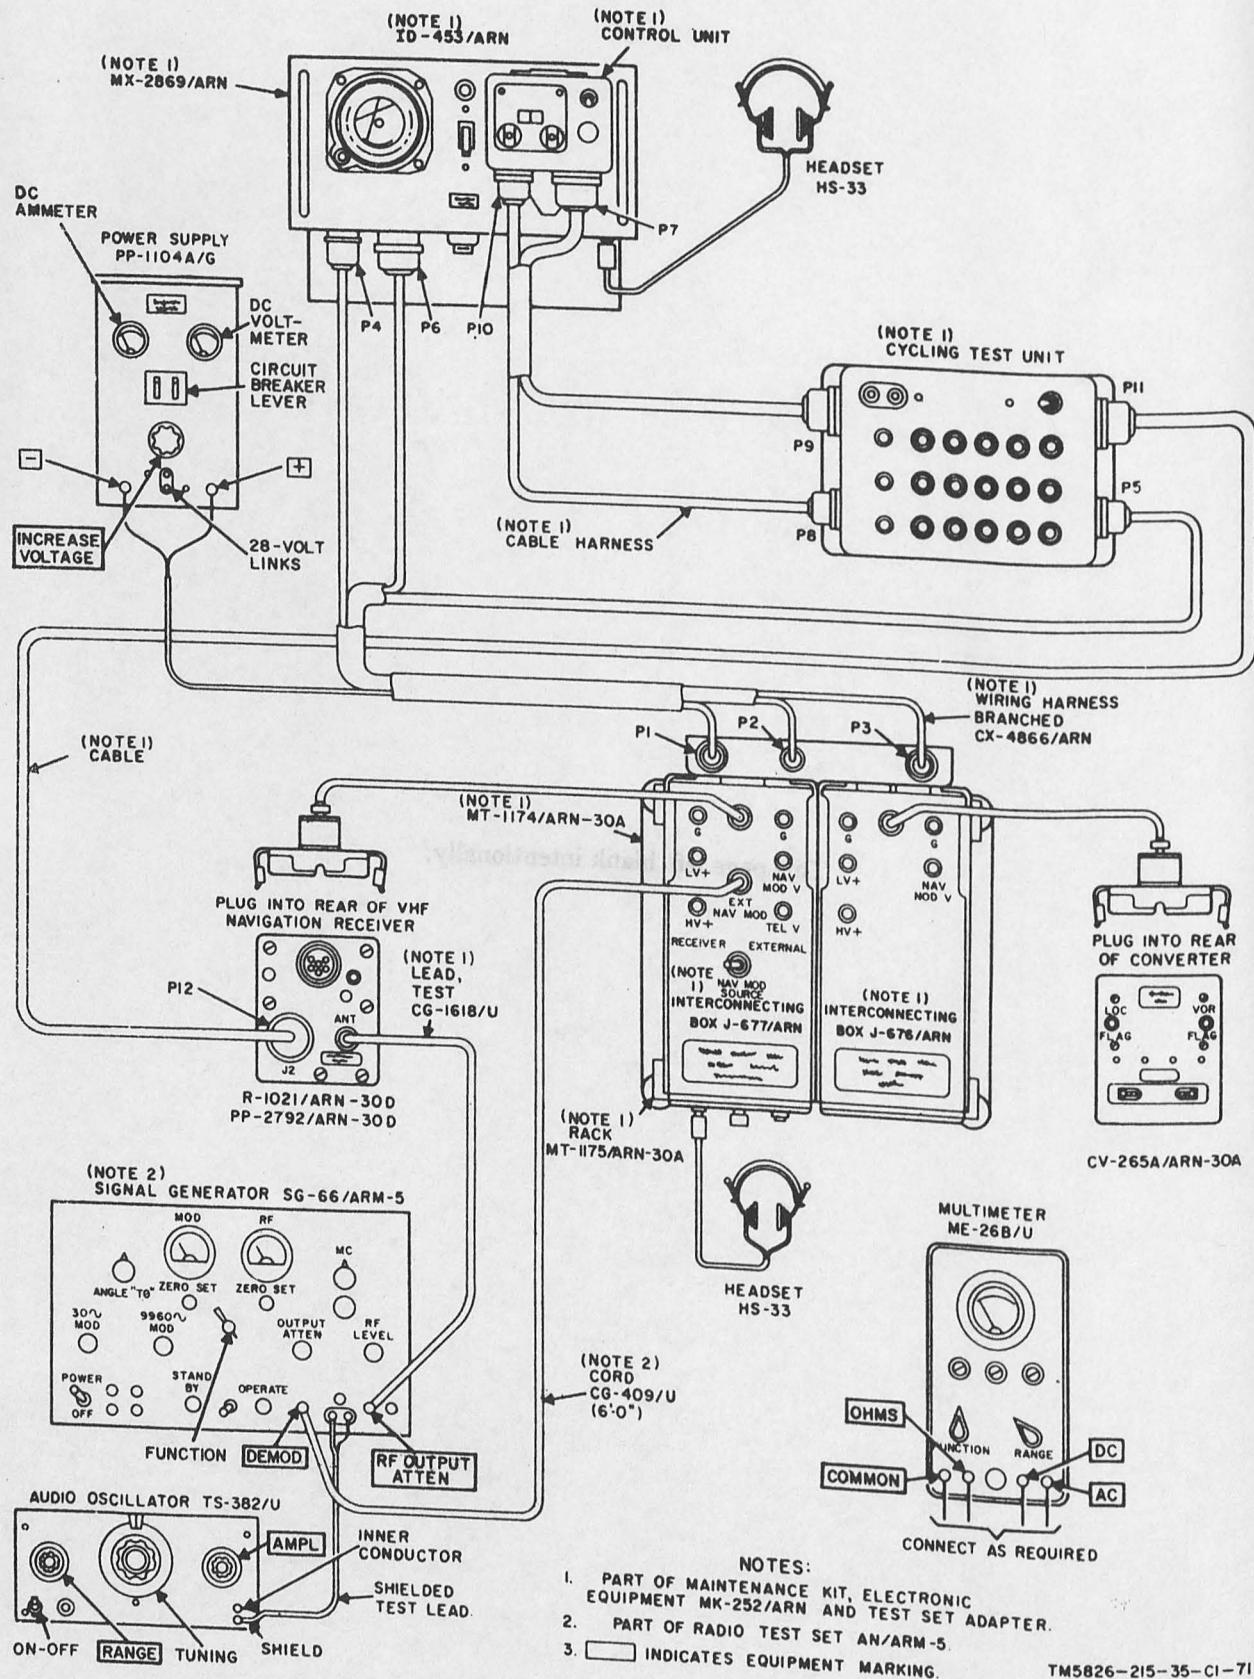 (NOTE 1)
ID-453/ARN
(NOTE 1)
CONTROL UNIT
(NOTE 1)
MX-2869/ARN
HEADSET
HS-33
DC
AMMETER
POWER SUPPLY
PP-1104A/G
DC
VOLT-
METER
CIRCUIT
BREAKER
LEVER
-
+
INCREASE
VOLTAGE
28-VOLT
LINKS
P4
P6
P10
P7
(NOTE 1)
CYCLING TEST UNIT
P11
P9
P5
P8
(NOTE 1)
CABLE HARNESS
(NOTE 1)
CABLE
P1
P2
P3
(NOTE 1)
WIRING HARNESS
BRANCHED
CX-4866/ARN
(NOTE 1)
MT-1174/ARN-30A
PLUG INTO REAR OF VHF
NAVIGATION RECEIVER
(NOTE 1)
LEAD,
TEST
CG-1618/U
P12
ANT
J2
R-1021/ARN-30D
PP-2792/ARN-30D
G
G
LV+
NAV
MOD V
EXT
NAV MOD
HV+
TEL V
RECEIVER
EXTERNAL
NAV MOD
SOURCE
(NOTE
1)
INTERCONNECTING
BOX J-677/ARN
G
G
LV+
NAV
MOD V
HV+
(NOTE 1)
INTERCONNECTING
BOX J-676/ARN
PLUG INTO REAR
OF CONVERTER
LOC
VOR
FLAG
FLAG
CV-265A/ARN-30A
(NOTE 1)
RACK
MT-1175/ARN-30A
HEADSET
HS-33
(NOTE 2)
SIGNAL GENERATOR SG-66/ARM-5
MOD
RF
MC
ANGLE "TθA"
ZERO SET
ZERO SET
30~
MOD
9960~
MOD
OUTPUT
ATTEN
RF
LEVEL
POWER
OFF
STAND
BY
OPERATE
FUNCTION
DEMOD
RF OUTPUT
ATTEN
(NOTE 2)
CORD
CG-409/U
(6'-0")
AUDIO OSCILLATOR TS-382/U
AMPL
INNER
CONDUCTOR
SHIELDED
TEST LEAD
SHIELD
ON-OFF
RANGE
TUNING
MULTIMETER
ME-26B/U
OHMS
FUNCTION
RANGE
DC
COMMON
AC
CONNECT AS REQUIRED
NOTES:
1. PART OF MAINTENANCE KIT, ELECTRONIC
EQUIPMENT MK-252/ARN AND TEST SET ADAPTER.
2. PART OF RADIO TEST SET AN/ARM-5.
3. INDICATES EQUIPMENT MARKING.
TM5826-215-35-C1-71